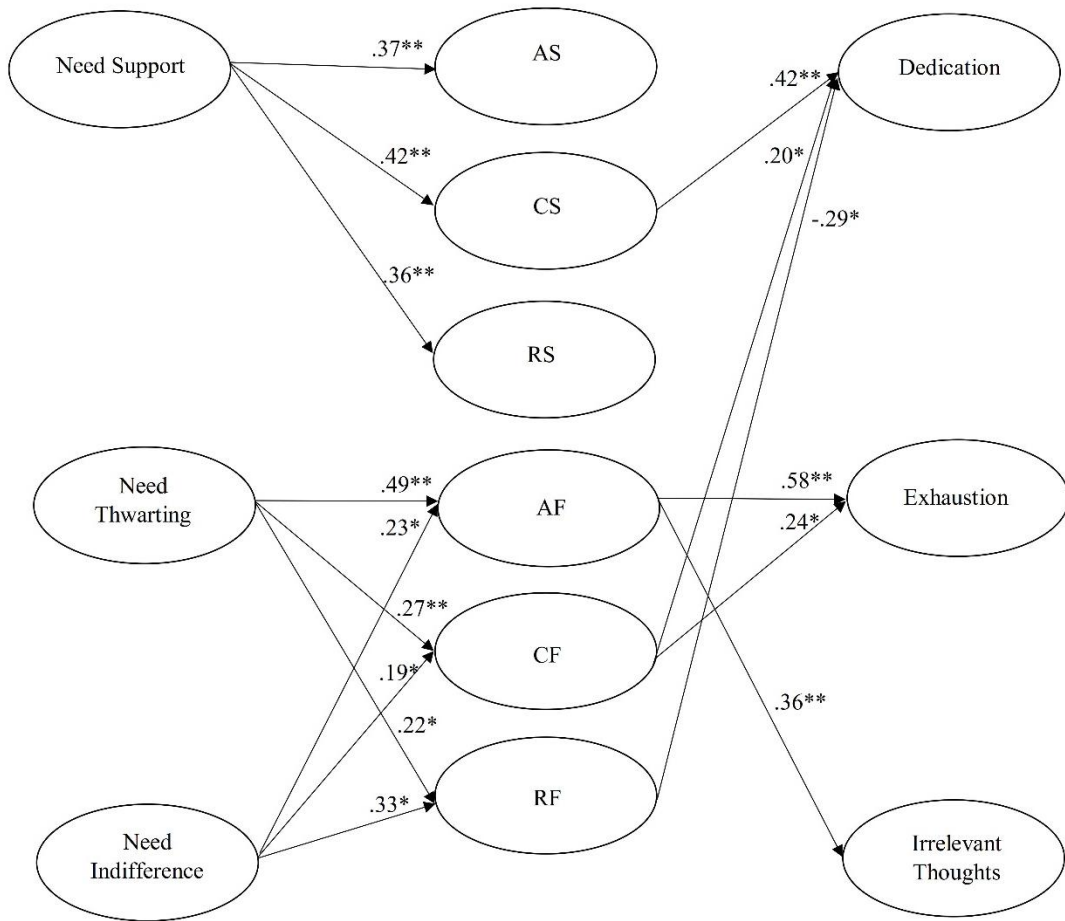 Need Support
.37**
AS
.42**
Dedication
.42**
CS
.20*
-.29*
.36**
RS
Need
Thwarting
.49**
.23*
AF
.58**
.24*
Exhaustion
.27**
.19*
CF
.22*
.36**
.33*
RF
Need
Indifference
Irrelevant
Thoughts